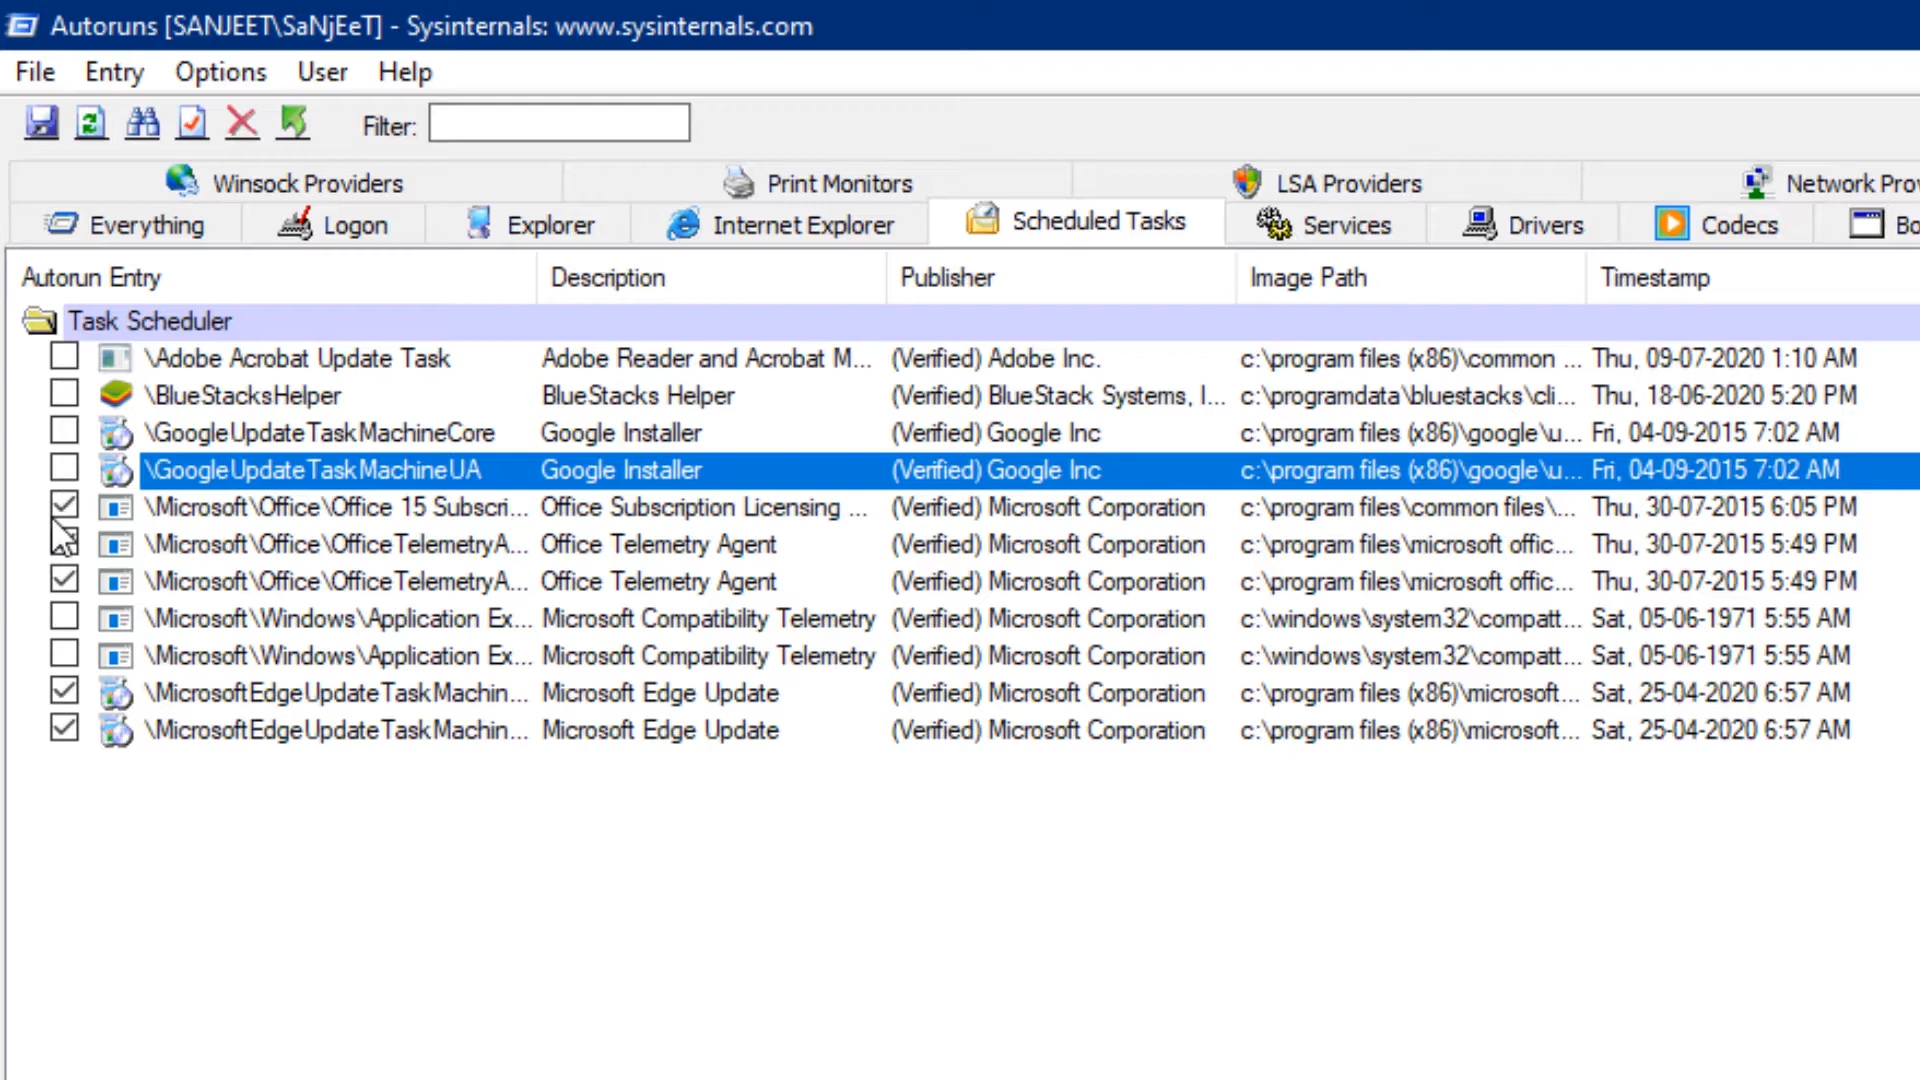 Autoruns [SANJEET\SaNjEeT] - Sysinternals: www.sysinternals.com
File Entry Options User Help
Filter:
Winsock Providers Print Monitors LSA Providers Network Pro
Everything Logon Explorer Internet Explorer Scheduled Tasks Services Drivers Codecs Bo
Autorun Entry Description Publisher Image Path Timestamp
Task Scheduler
\Adobe Acrobat Update Task Adobe Reader and Acrobat M... (Verified) Adobe Inc. c:\program files (x86)\common ... Thu, 09-07-2020 1:10 AM
\BlueStacksHelper BlueStacks Helper (Verified) BlueStack Systems, I... c:\programdata\bluestacks\cli... Thu, 18-06-2020 5:20 PM
\GoogleUpdateTaskMachineCore Google Installer (Verified) Google Inc c:\program files (x86)\google\u... Fri, 04-09-2015 7:02 AM
\GoogleUpdateTaskMachineUA Google Installer (Verified) Google Inc c:\program files (x86)\google\u... Fri, 04-09-2015 7:02 AM
\Microsoft\Office\Office 15 Subscri... Office Subscription Licensing ... (Verified) Microsoft Corporation c:\program files\common files\... Thu, 30-07-2015 6:05 PM
\Microsoft\Office\OfficeTelemetryA... Office Telemetry Agent (Verified) Microsoft Corporation c:\program files\microsoft offic... Thu, 30-07-2015 5:49 PM
\Microsoft\Office\OfficeTelemetryA... Office Telemetry Agent (Verified) Microsoft Corporation c:\program files\microsoft offic... Thu, 30-07-2015 5:49 PM
\Microsoft\Windows\Application Ex... Microsoft Compatibility Telemetry (Verified) Microsoft Corporation c:\windows\system32\compatt... Sat, 05-06-1971 5:55 AM
\Microsoft\Windows\Application Ex... Microsoft Compatibility Telemetry (Verified) Microsoft Corporation c:\windows\system32\compatt... Sat, 05-06-1971 5:55 AM
\MicrosoftEdgeUpdateTaskMachin... Microsoft Edge Update (Verified) Microsoft Corporation c:\program files (x86)\microsoft... Sat, 25-04-2020 6:57 AM
\MicrosoftEdgeUpdateTaskMachin... Microsoft Edge Update (Verified) Microsoft Corporation c:\program files (x86)\microsoft... Sat, 25-04-2020 6:57 AM